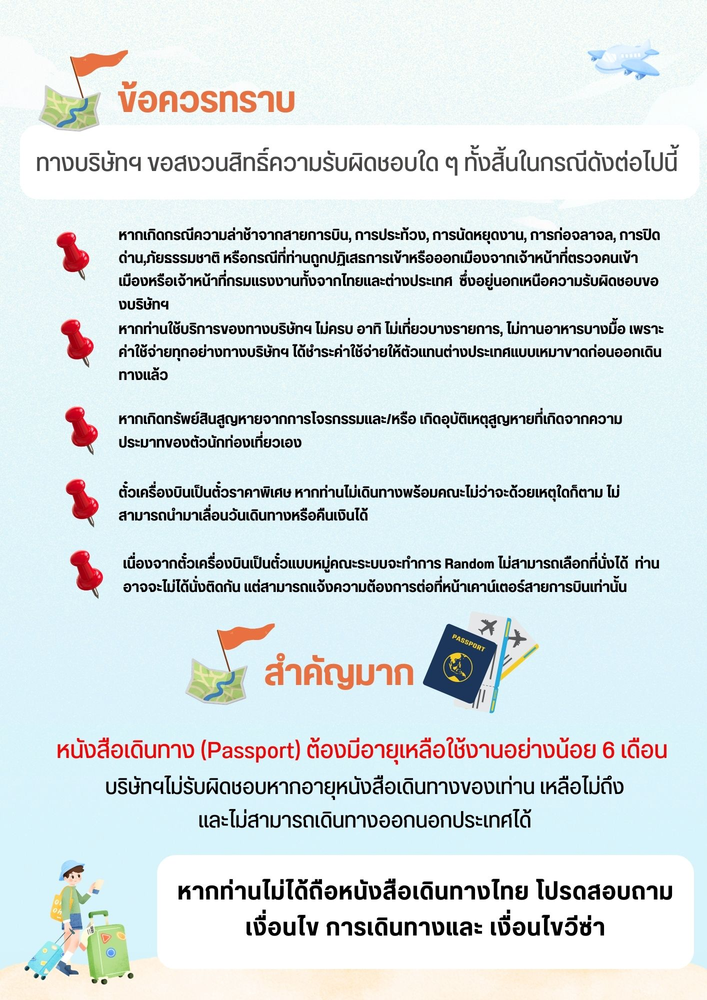 ข้อควรทราบ
ทางบริษัทฯ ขอสงวนสิทธิ์ความรับผิดชอบใด ๆ ทั้งสิ้นในกรณีดังต่อไปนี้
หากเกิดกรณีความล่าช้าจากสายการบิน, การประท้วง, การนัดหยุดงาน, การก่อจลาจล, การปิด
ด่าน,ภัยธรรมชาติ หรือกรณีที่ท่านถูกปฏิเสธการเข้าหรือออกเมืองจากเจ้าหน้าที่ตรวจคนเข้า
เมืองหรือเจ้าหน้าที่กรมแรงงานทั้งจากไทยและต่างประเทศ ซึ่งอยู่นอกเหนือความรับผิดชอบขอ
งบริษัทฯ
หากท่านใช้บริการของทางบริษัทฯ ไม่ครบ อาทิ ไม่เที่ยวบางรายการ, ไม่ทานอาหารบางมื้อ เพราะ
ค่าใช้จ่ายทุกอย่างทางบริษัทฯ ได้ชำระค่าใช้จ่ายให้ตัวแทนต่างประเทศแบบเหมาขาดก่อนออกเดิน
ทางแล้ว
หากเกิดทรัพย์สินสูญหายจากการโจรกรรมและ/หรือ เกิดอุบัติเหตุสูญหายที่เกิดจากความ
ประมาทของตัวนักท่องเที่ยวเอง
ตั๋วเครื่องบินเป็นตั๋วราคาพิเศษ หากท่านไม่เดินทางพร้อมคณะไม่ว่าจะด้วยเหตุใดก็ตาม ไม่
สามารถนำมาเลื่อนวันเดินทางหรือคืนเงินได้
เนื่องจากตั๋วเครื่องบินเป็นตั๋วแบบหมู่คณะระบบจะทำการ Random ไม่สามารถเลือกที่นั่งได้ ท่าน
อาจจะไม่ได้นั่งติดกัน แต่สามารถแจ้งความต้องการต่อที่หน้าเคาน์เตอร์สายการบินเท่านั้น
PASSPORT
สำคัญมาก
หนังสือเดินทาง (Passport) ต้องมีอายุเหลือใช้งานอย่างน้อย 6 เดือน
บริษัทฯไม่รับผิดชอบหากอายุหนังสือเดินทางของเท่าน เหลือไม่ถึง
และไม่สามารถเดินทางออกนอกประเทศได้
หากท่านไม่ได้ถือหนังสือเดินทางไทย โปรดสอบถาม
เงื่อนไข การเดินทางและ เงื่อนไขวีซ่า